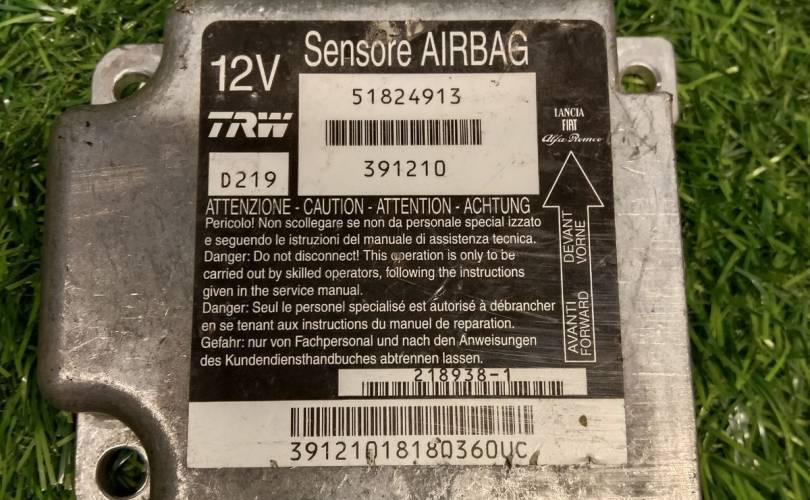 12V
Sensore AIRBAG
51824913
TRW
391210
D219
LANCIA
FIAT
Alfa Romeo
ATTENZIONE - CAUTION - ATTENTION - ACHTUNG
Pericolo! Non scollegare se non da personale special izzato
e seguendo le istruzioni del manuale di assistenza tecnica.
Danger: Do not disconnect! This operation is only to be
carried out by skilled operators, following the instructions
given in the service manual.
Danger: Seul le personel specialisé est autorisé à débrancher
en se tenant aux instructions du manuel de reparation.
Gefahr: nur von Fachpersonal und nach den Anweisungen
des Kundendiensthandbuches abtrennen lassen.
AVANTI DEVANT
FORWARD VORNE
218938-1
3912101818Q360UC